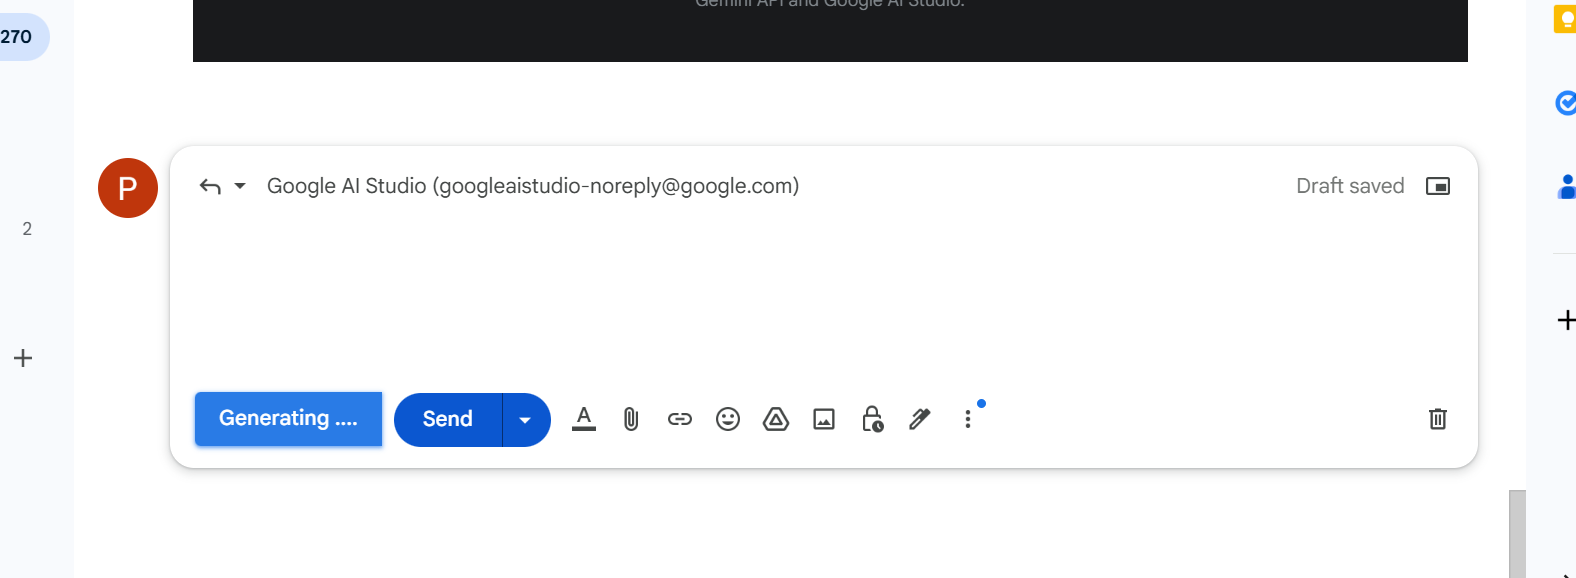 Gemini API and Google AI Studio.
270
P
Google AI Studio (googleaistudio-noreply@google.com)
Draft saved
2
Generating ....
Send